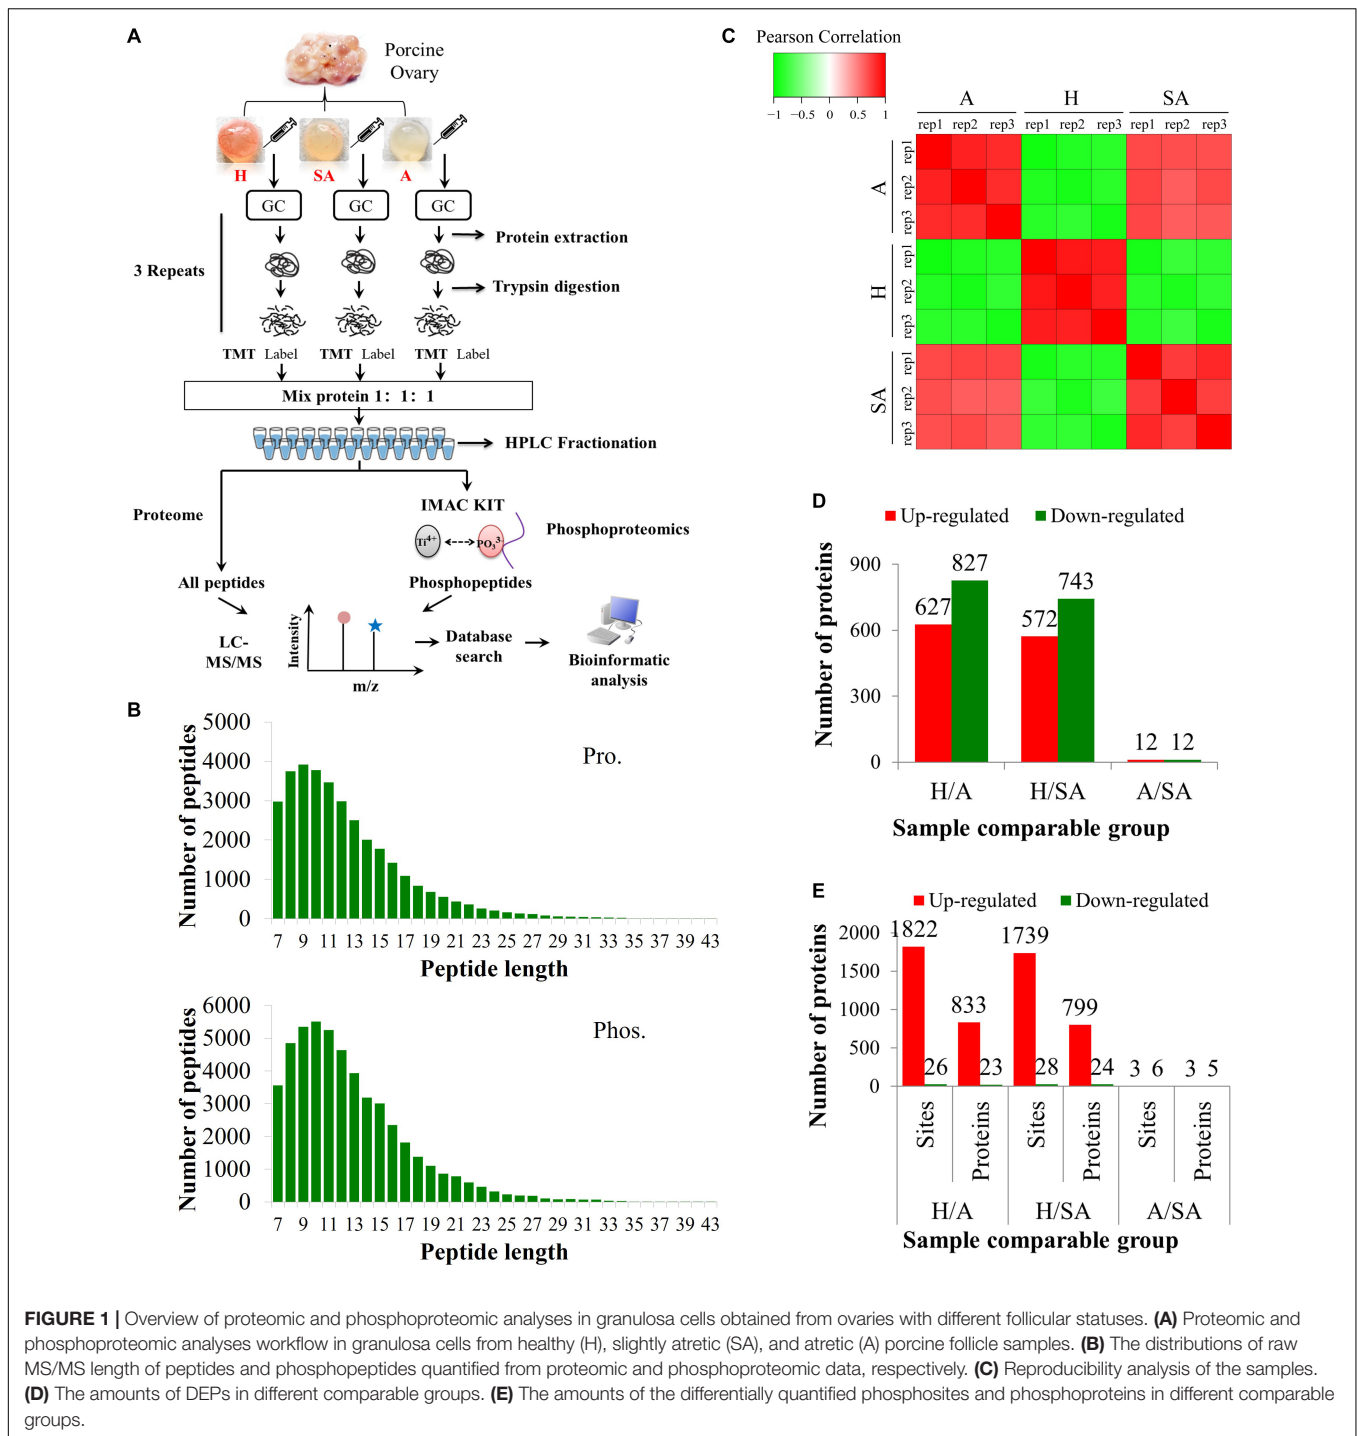 A
Porcine
Ovary
H
SA
A
GC
GC
GC
Protein extraction
3 Repeats
Trypsin digestion
TMT Label
TMT Label
TMT Label
Mix protein 1: 1: 1
HPLC Fractionation
IMAC KIT
Proteome
Ti4+
PO33-
Phosphoproteomics
All peptides
Phosphopeptides
LC-
MS/MS
Intensity
m/z
Database
search
Bioinformatic
analysis
B
Number of peptides
5000
4000
3000
2000
1000
0
Pro.
7 9 11 13 15 17 19 21 23 25 27 29 31 33 35 37 39 41 43
Peptide length
Number of peptides
6000
5000
4000
3000
2000
1000
0
Phos.
7 9 11 13 15 17 19 21 23 25 27 29 31 33 35 37 39 41 43
Peptide length
C
Pearson Correlation
−1 −0.5 0 0.5 1
A H SA
rep1 rep2 rep3 rep1 rep2 rep3 rep1 rep2 rep3
A
rep1
rep2
rep3
H
rep1
rep2
rep3
SA
rep1
rep2
rep3
D
Up-regulated Down-regulated
Number of proteins
900
600
300
0
627 827
572 743
12 12
H/A H/SA A/SA
Sample comparable group
E
Up-regulated Down-regulated
Number of proteins
2000
1500
1000
500
0
1822 26 833 23 1739 28 799 24 3 6 3 5
Sites Proteins Sites Proteins Sites Proteins
H/A H/SA A/SA
Sample comparable group
FIGURE 1 | Overview of proteomic and phosphoproteomic analyses in granulosa cells obtained from ovaries with different follicular statuses. (A) Proteomic and
phosphoproteomic analyses workflow in granulosa cells from healthy (H), slightly atretic (SA), and atretic (A) porcine follicle samples. (B) The distributions of raw
MS/MS length of peptides and phosphopeptides quantified from proteomic and phosphoproteomic data, respectively. (C) Reproducibility analysis of the samples.
(D) The amounts of DEPs in different comparable groups. (E) The amounts of the differentially quantified phosphosites and phosphoproteins in different comparable
groups.